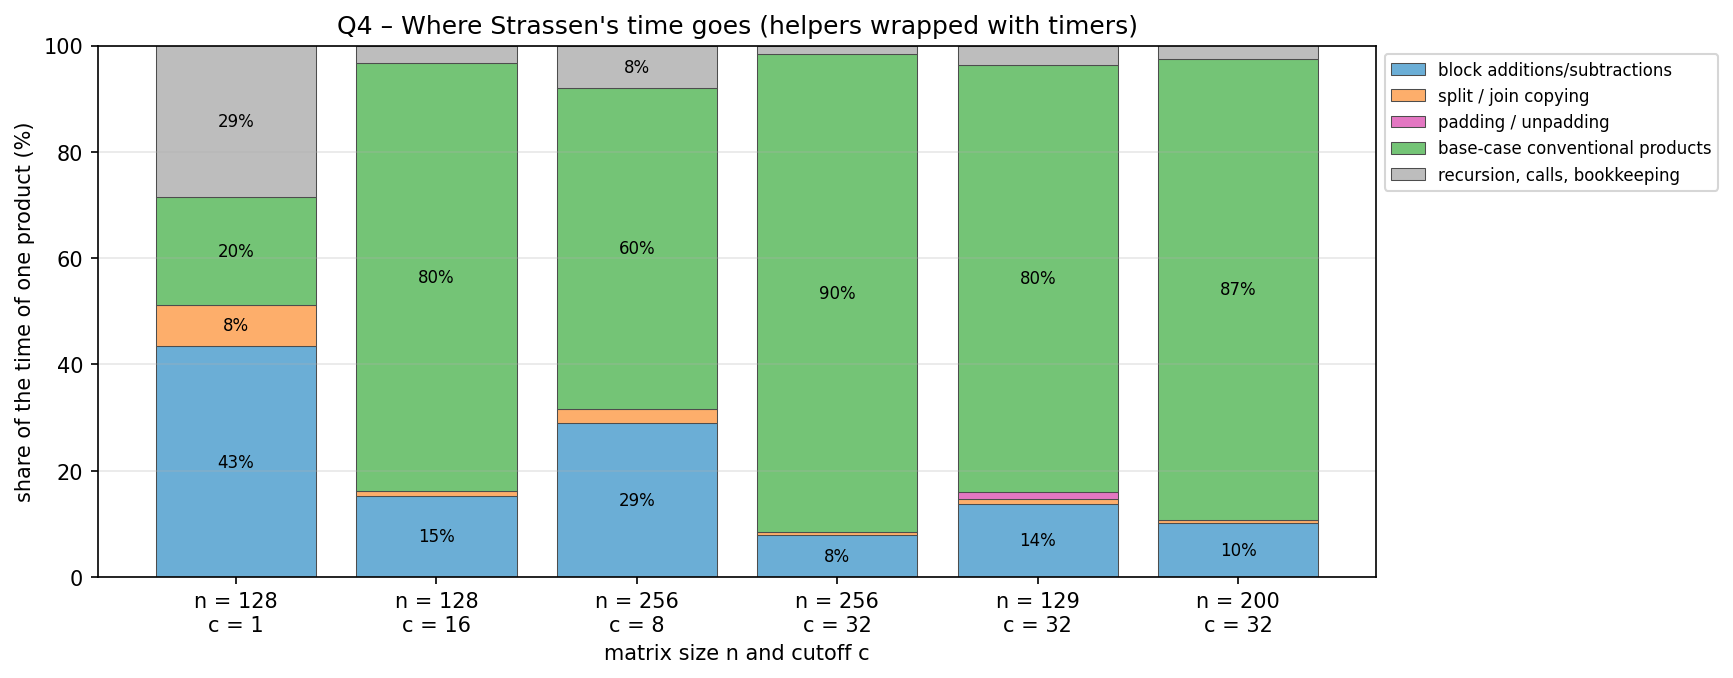 Q4 – Where Strassen's time goes (helpers wrapped with timers)
share of the time of one product (%)
100
80
60
40
20
0
29%
20%
8%
43%
80%
15%
8%
60%
29%
90%
8%
80%
14%
87%
10%
n = 128
c = 1
n = 128
c = 16
n = 256
c = 8
n = 256
c = 32
n = 129
c = 32
n = 200
c = 32
matrix size n and cutoff c
block additions/subtractions
split / join copying
padding / unpadding
base-case conventional products
recursion, calls, bookkeeping